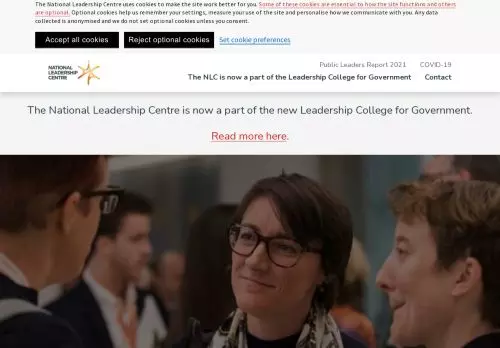 The National Leadership Centre uses cookies to make the site work better for you. Some of these cookies are essential to how the site functions and others
are optional. Optional cookies help us remember your settings, measure your use of the site and personalise how we communicate with you. Any data
collected is anonymised and we do not set optional cookies unless you consent.
Accept all cookies Reject optional cookies Set cookie preferences
NATIONAL
LEADERSHIP
CENTRE
Public Leaders Report 2021 COVID-19
The NLC is now a part of the Leadership College for Government Contact
The National Leadership Centre is now a part of the new Leadership College for Government.
Read more here.